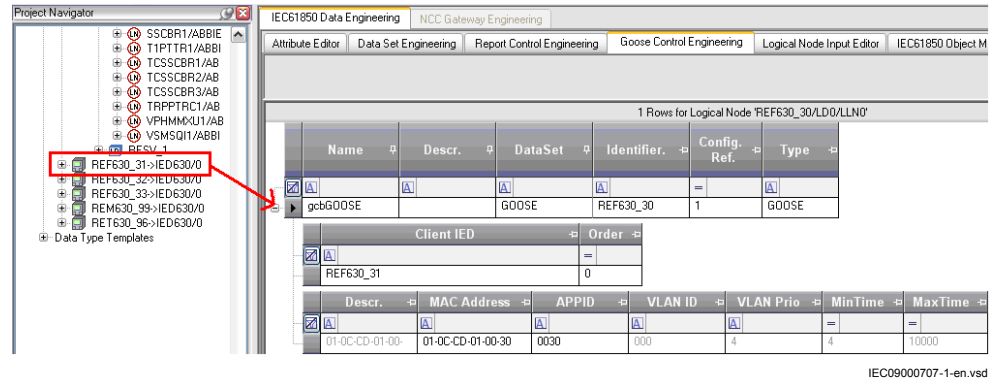 Project Navigator
SSCBR1/ABBIE
T1PTTR1/ABBI
TCSSCBR1/AB
TCSSCBR2/AB
TCSSCBR3/AB
TRPPTRC1/AB
VPHMMXU1/AB
VSMSQI1/ABBI
RESV_1
REF630_31->IED630/0
REF630_32->IED630/0
REF630_33->IED630/0
REM630_99->IED630/0
RET630_96->IED630/0
Data Type Templates
IEC61850 Data Engineering NCC Gateway Engineering
Attribute Editor Data Set Engineering Report Control Engineering Goose Control Engineering Logical Node Input Editor IEC61850 Object M
1 Rows for Logical Node 'REF630_30/LD0/LLN0'
Name Descr. DataSet Identifier. Config. Ref. Type
gcbGOOSE GOOSE REF630_30 1 GOOSE
Client IED Order
REF630_31 0
Descr. MAC Address APPID VLAN ID VLAN Prio MinTime MaxTime
01-0C-CD-01-00- 01-0C-CD-01-00-30 0030 000 4 4 10000
IEC09000707-1-en.vsd